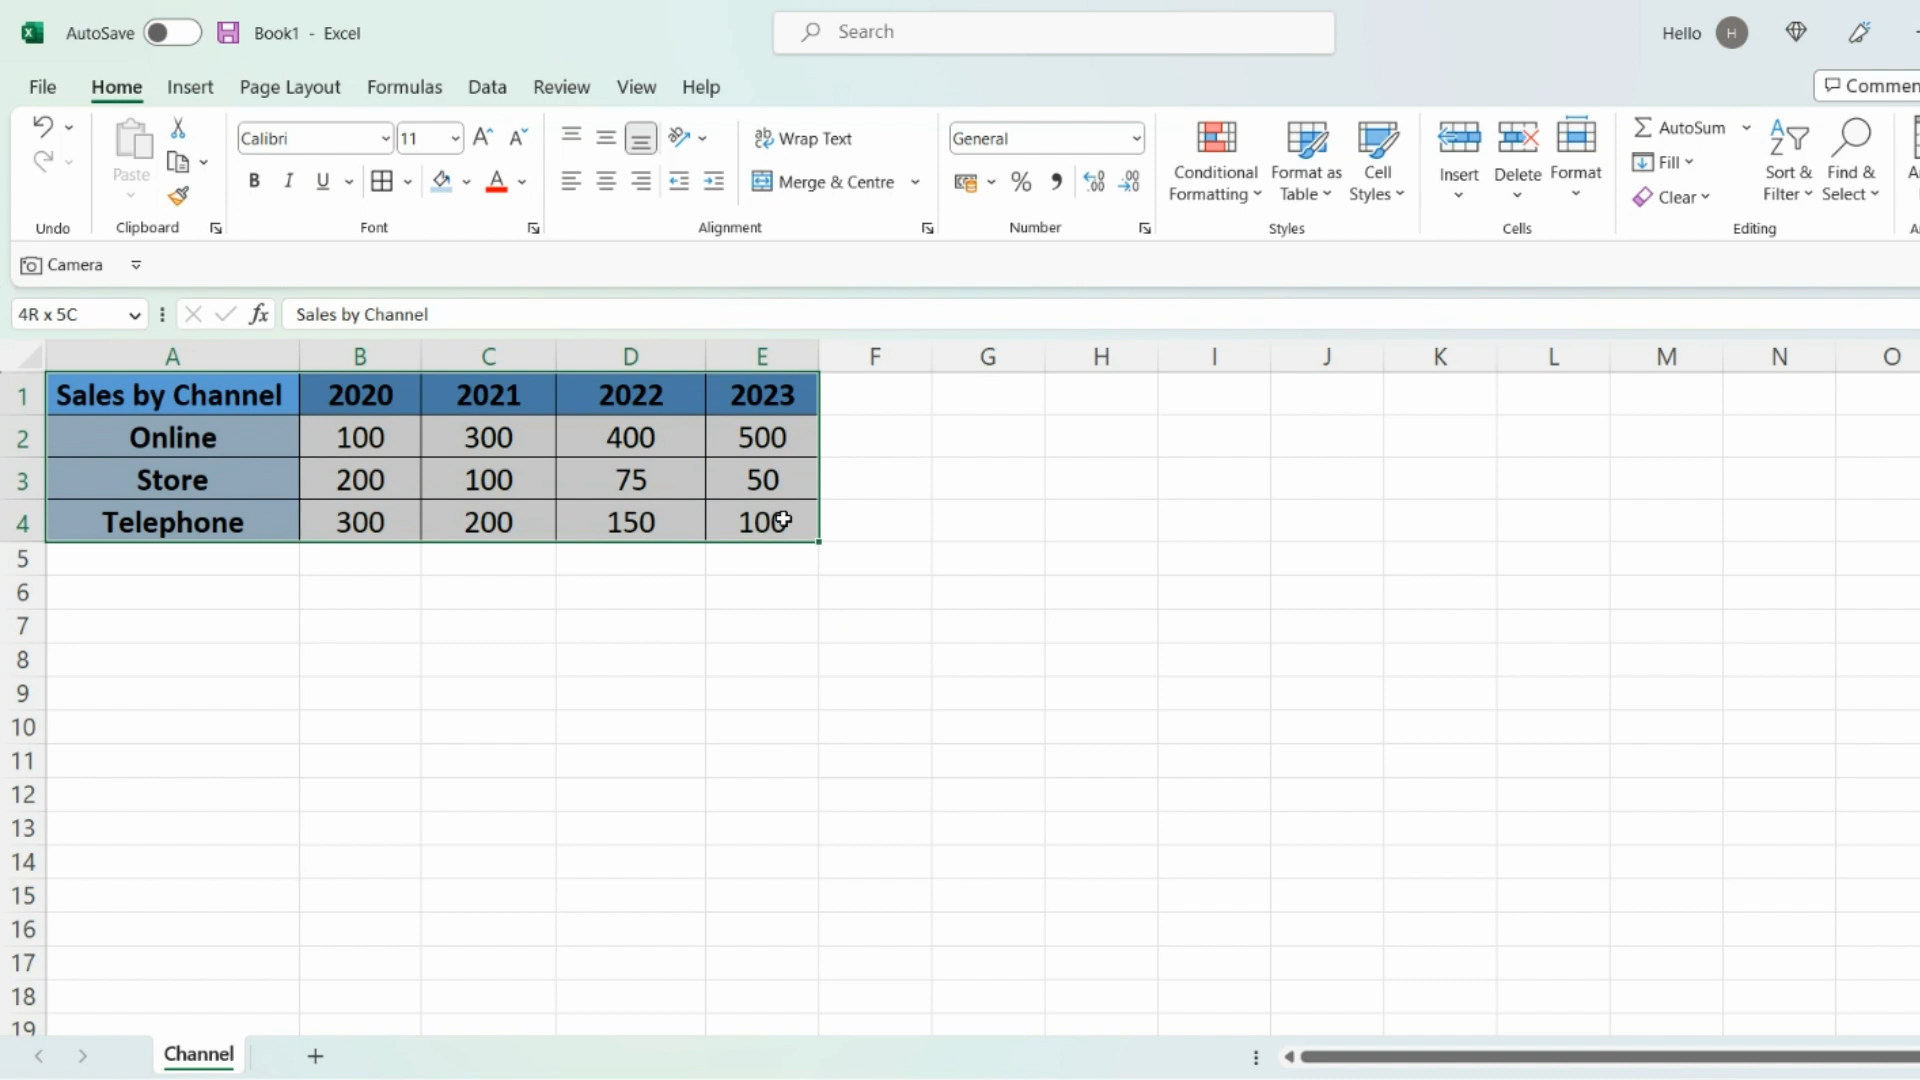 AutoSave
Book1 - Excel
Search
Hello
H
File
Home
Insert
Page Layout
Formulas
Data
Review
View
Help
Paste
Undo
Clipboard
Calibri
11
B
I
U
A
Font
ab
Wrap Text
Merge & Centre
Alignment
General
%
Number
Conditional
Formatting
Format as
Table
Cell
Styles
Styles
Insert
Delete
Format
Cells
AutoSum
Fill
Clear
Sort &
Filter
Find &
Select
Editing
Camera
4R x 5C
fx
Sales by Channel
A B C D E F G H I J K L M N O
1 Sales by Channel 2020 2021 2022 2023
2 Online 100 300 400 500
3 Store 200 100 75 50
4 Telephone 300 200 150 100
5
6
7
8
9
10
11
12
13
14
15
16
17
18
19
Channel